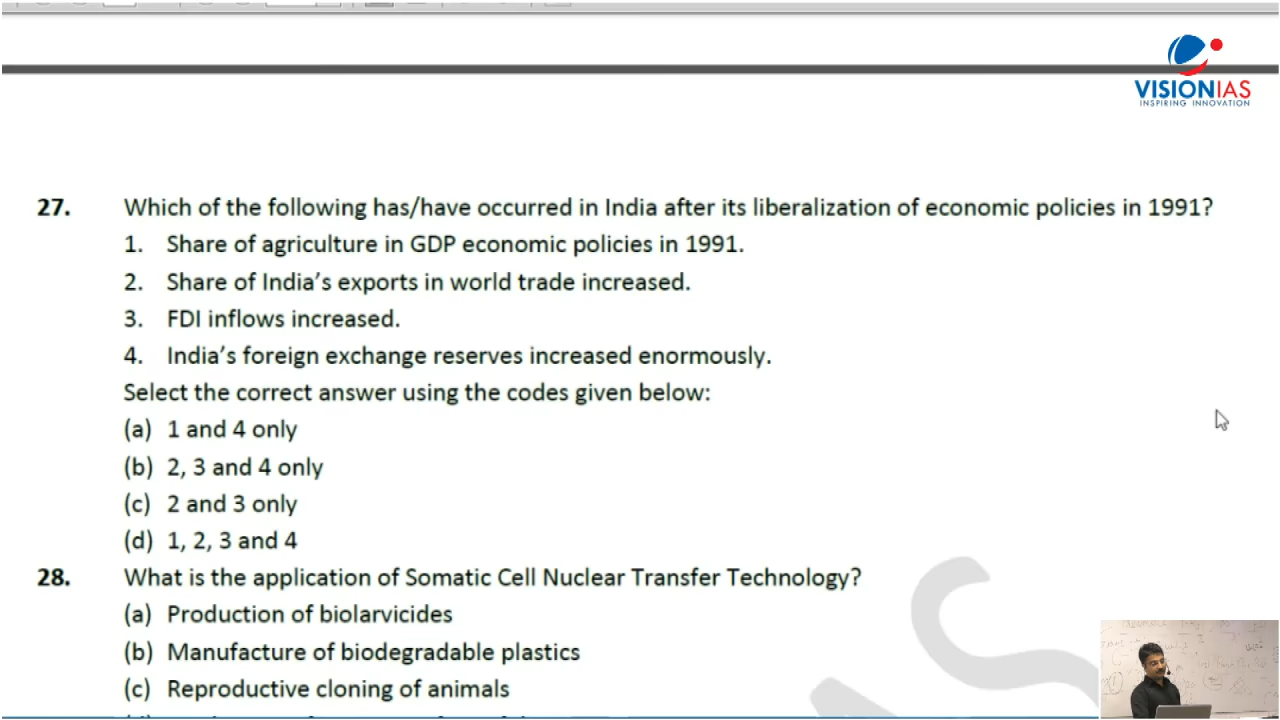 VISIONIAS
INSPIRING INNOVATION
27. Which of the following has/have occurred in India after its liberalization of economic policies in 1991?
1. Share of agriculture in GDP economic policies in 1991.
2. Share of India's exports in world trade increased.
3. FDI inflows increased.
4. India's foreign exchange reserves increased enormously.
Select the correct answer using the codes given below:
(a) 1 and 4 only
(b) 2, 3 and 4 only
(c) 2 and 3 only
(d) 1, 2, 3 and 4
28. What is the application of Somatic Cell Nuclear Transfer Technology?
(a) Production of biolarvicides
(b) Manufacture of biodegradable plastics
(c) Reproductive cloning of animals